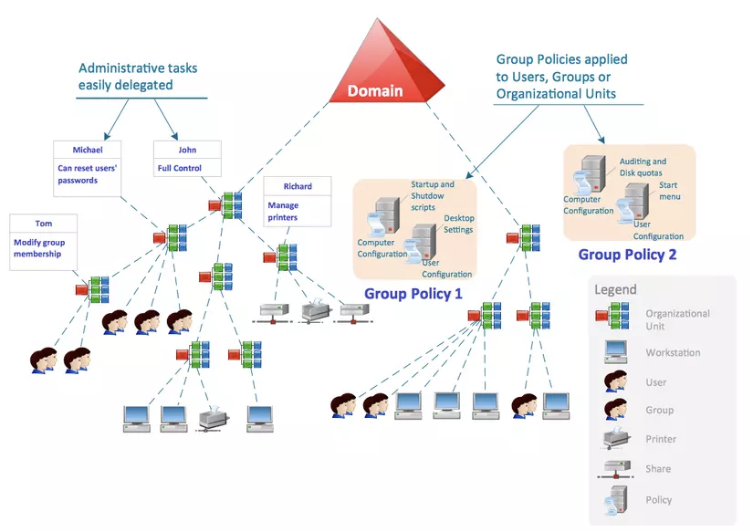 Administrative tasks
easily delegated
Domain
Group Policies applied
to Users, Groups or
Organizational Units
Michael
Can reset users'
passwords
John
Full Control
Richard
Manage
printers
Tom
Modify group
membership
Startup and
Shutdow
scripts
Computer
Configuration
Desktop
Settings
User
Configuration
Group Policy 1
Auditing and
Disk quotas
Computer
Configuration
Start
menu
User
Configuration
Group Policy 2
Legend
Organizational
Unit
Workstation
User
Group
Printer
Share
Policy